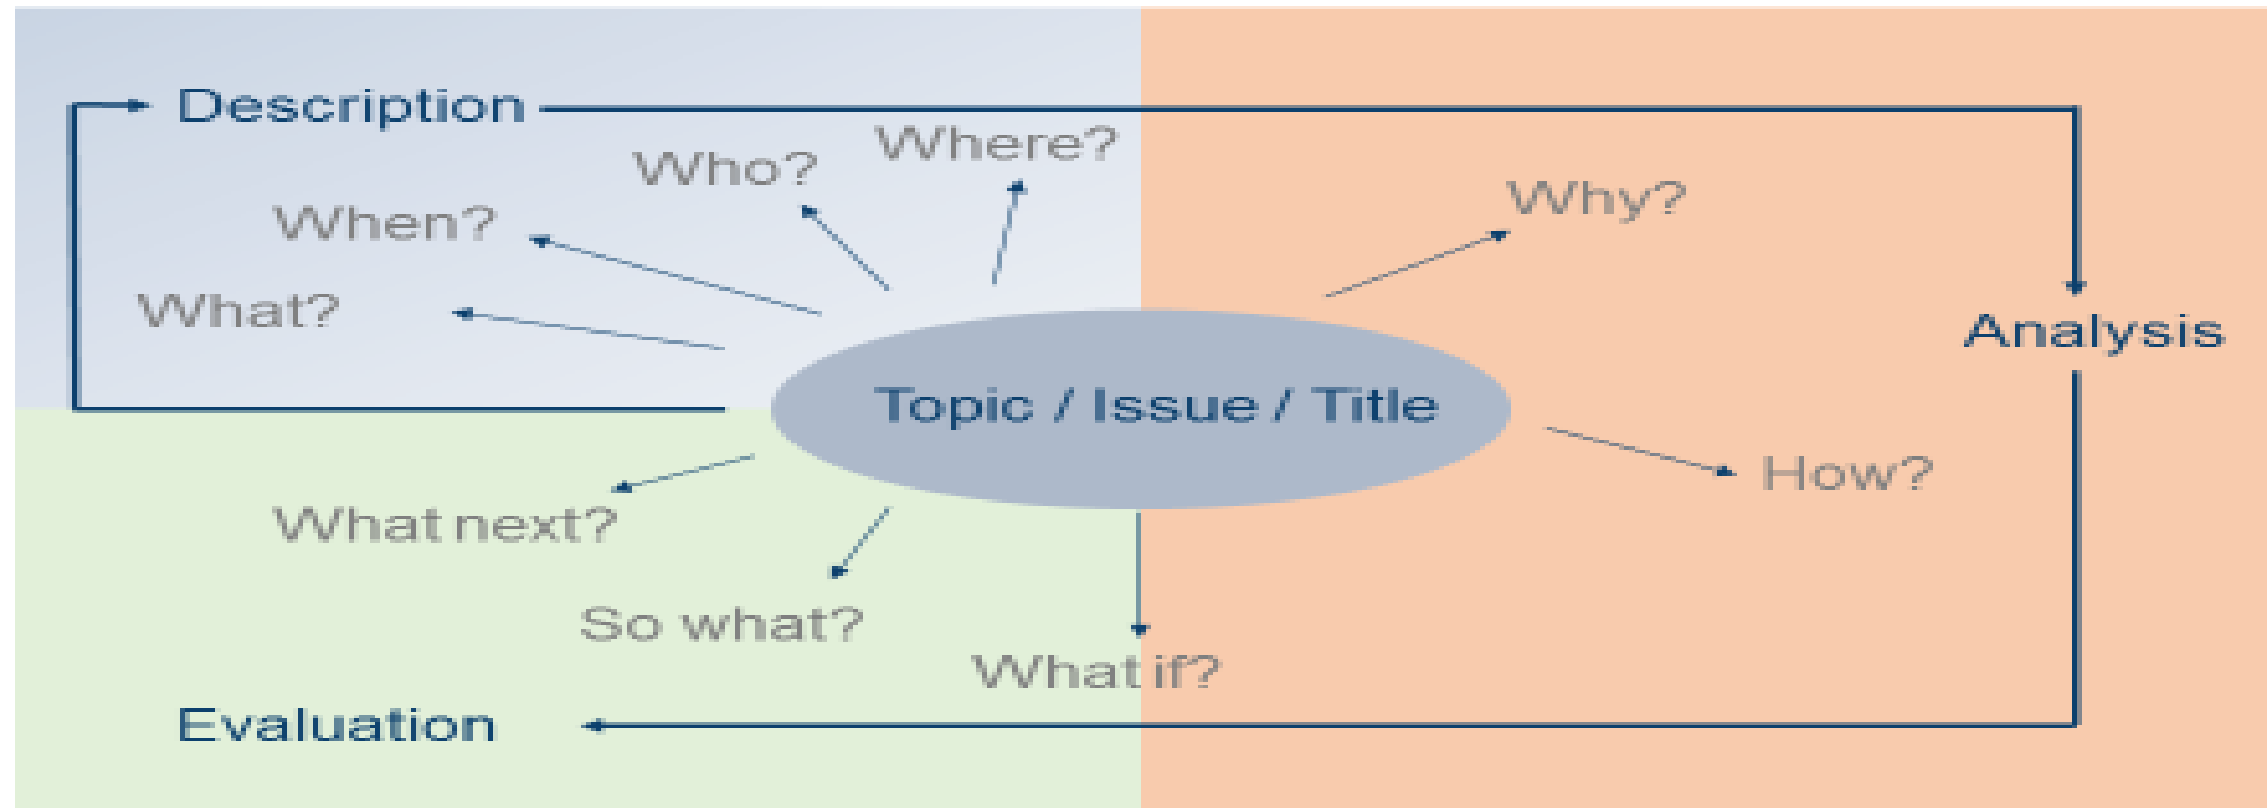 Description
Where?
Who?
Why?
When?
What?
Analysis
Topic / Issue / Title
How?
What next?
So what?
What if?
Evaluation